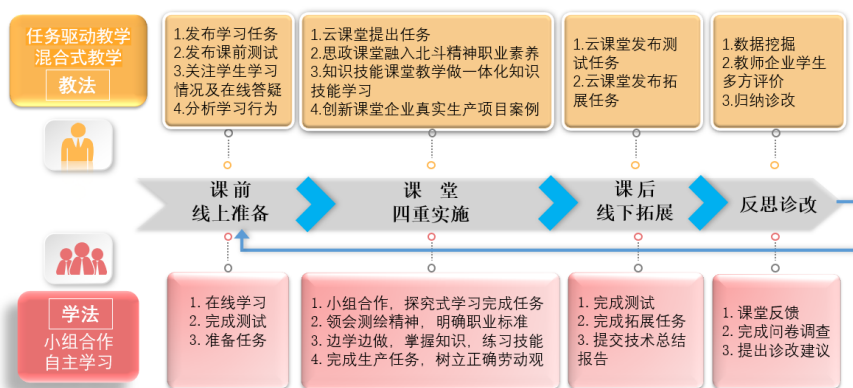 任务驱动教学
混合式教学
教法
1.发布学习任务
2.发布课前测试
3.关注学生学习
情况及在线答疑
4.分析学习行为
1.云课堂提出任务
2.思政课堂融入北斗精神职业素养
3.知识技能课堂教学做一体化知识
技能学习
4.创新课堂企业真实生产项目案例
1.云课堂发布测
试任务
2.云课堂发布拓
展任务
1.数据挖掘
2.教师企业学生
多方评价
3.归纳诊改
课前
线上准备
课 堂
四重实施
课后
线下拓展
反思诊改
学法
小组合作
自主学习
1. 在线学习
2. 完成测试
3. 准备任务
1. 小组合作，探究式学习完成任务
2. 领会测绘精神，明确职业标准
3. 边学边做，掌握知识，练习技能
4. 完成生产任务，树立正确劳动观
1. 完成测试
2. 完成拓展任务
3. 提交技术总结
报告
1. 课堂反馈
2. 完成问卷调查
3. 提出诊改建议